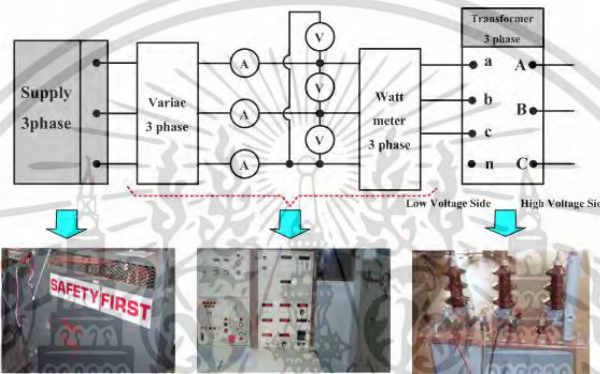 Supply
3phase
Variac
3 phase
A
A
A
V
V
V
Watt
meter
3 phase
Transformer
3 phase
a
b
c
n
A
B
C
Low Voltage Side
High Voltage Sid
SAFETY FIRST